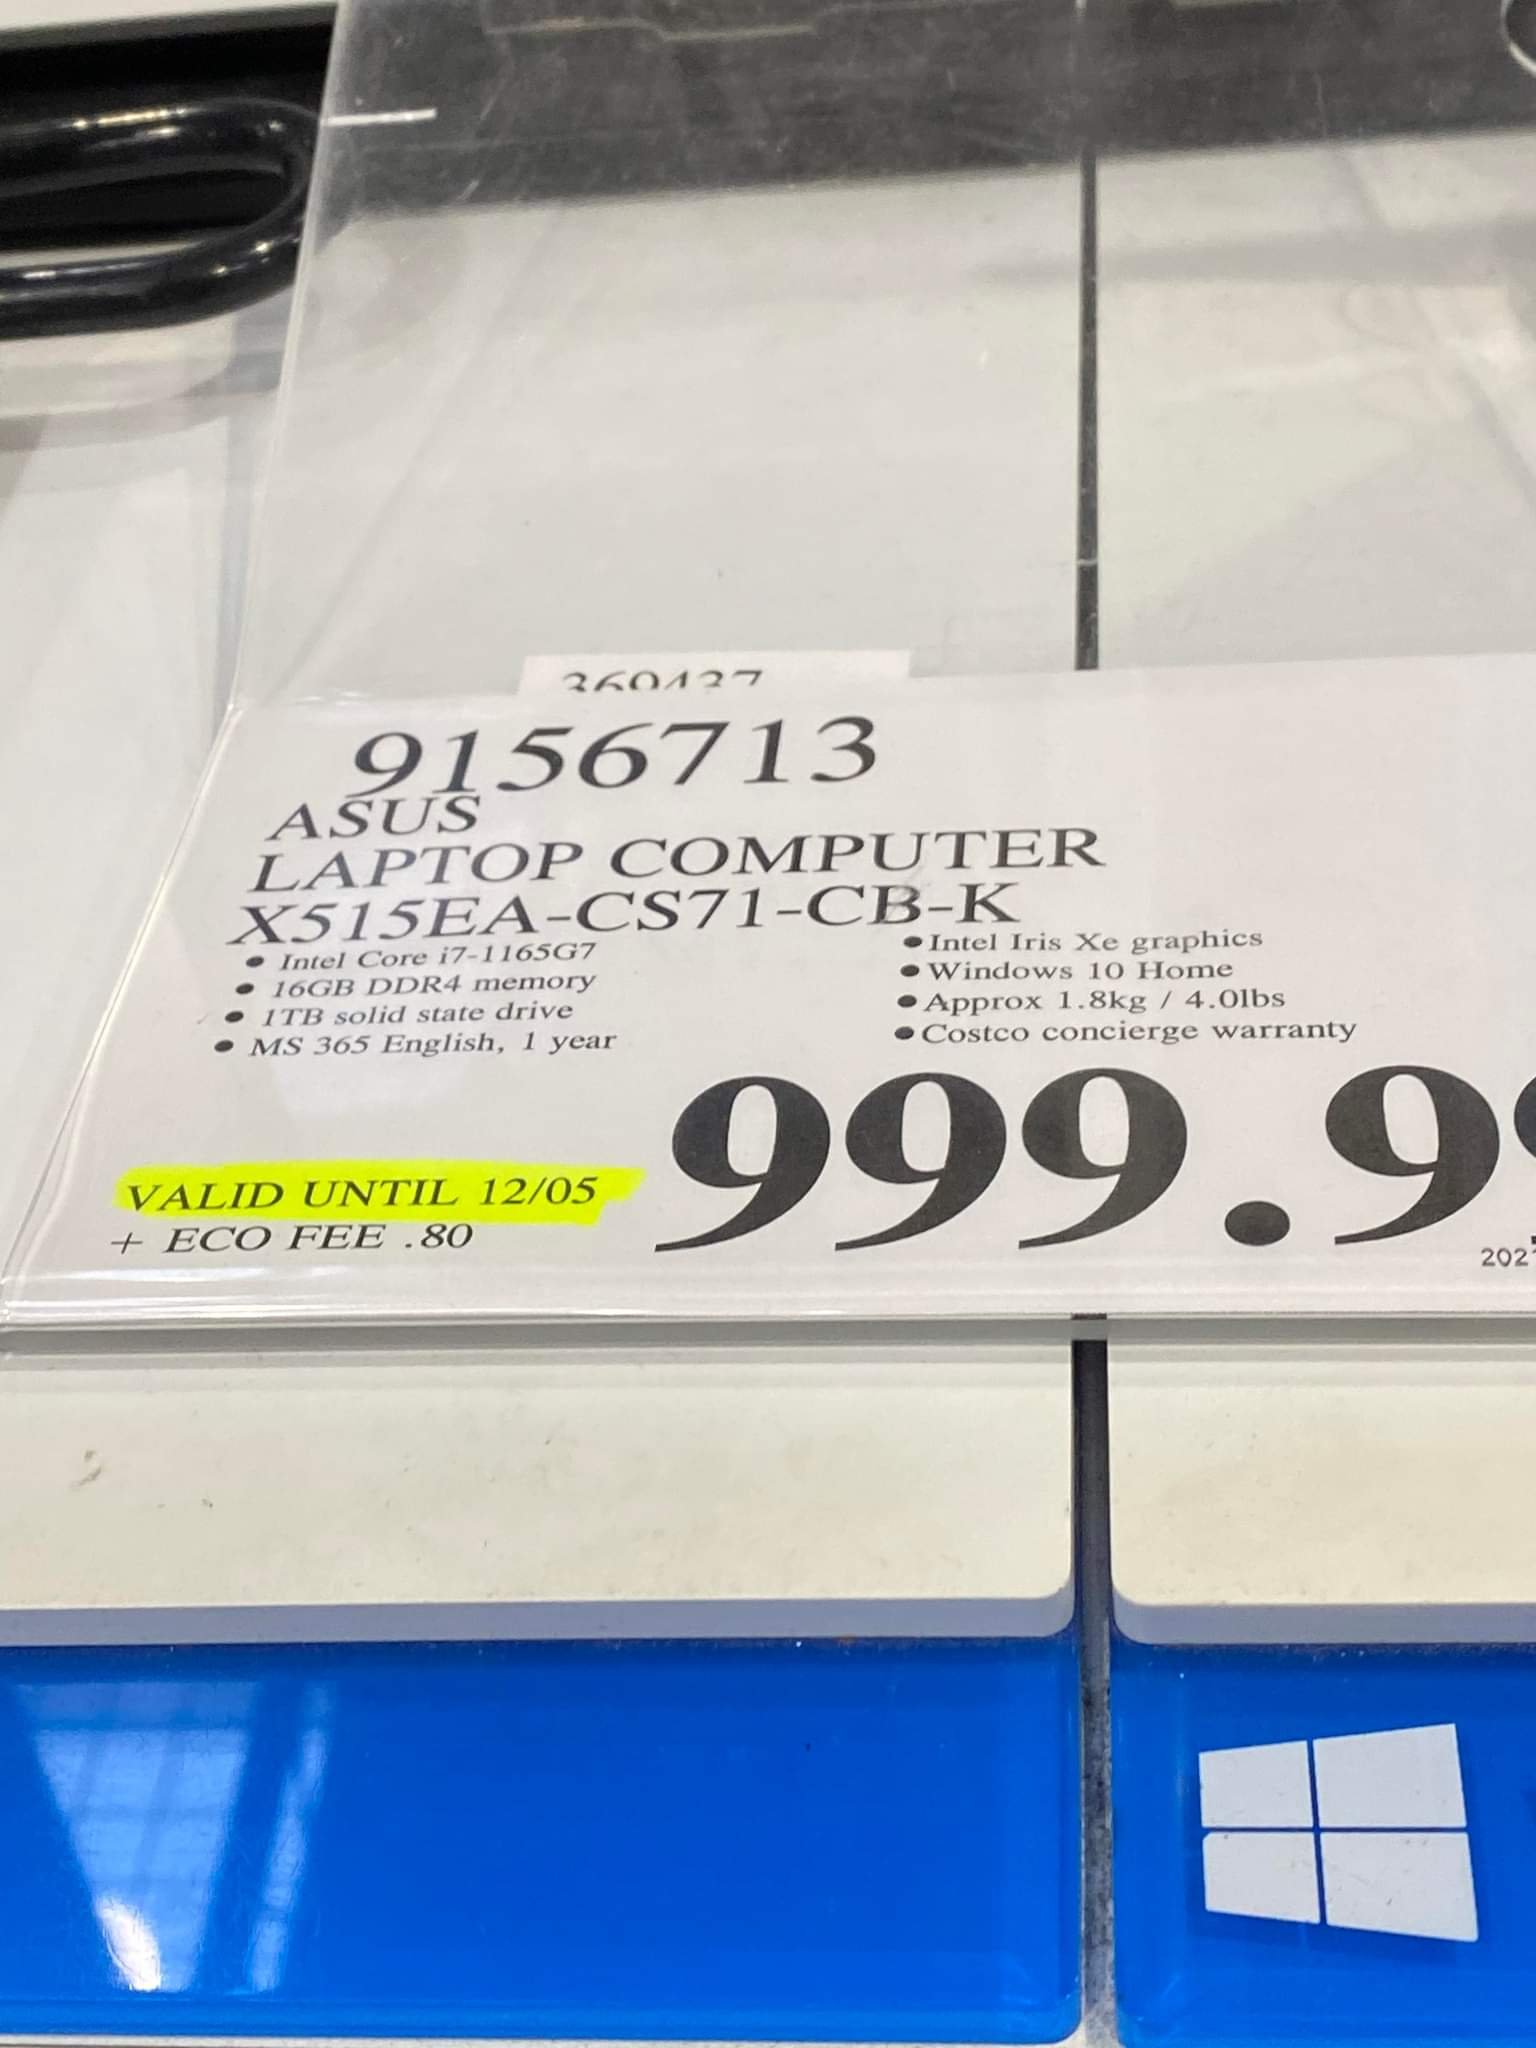 9156713
ASUS
LAPTOP COMPUTER
X515EA-CS71-CB-K
• Intel Core i7-1165G7
• 16GB DDR4 memory
• 1TB solid state drive
• MS 365 English, 1 year
• Intel Iris Xe graphics
• Windows 10 Home
• Approx 1.8kg / 4.0lbs
• Costco concierge warranty
VALID UNTIL 12/05
+ ECO FEE .80
999.9